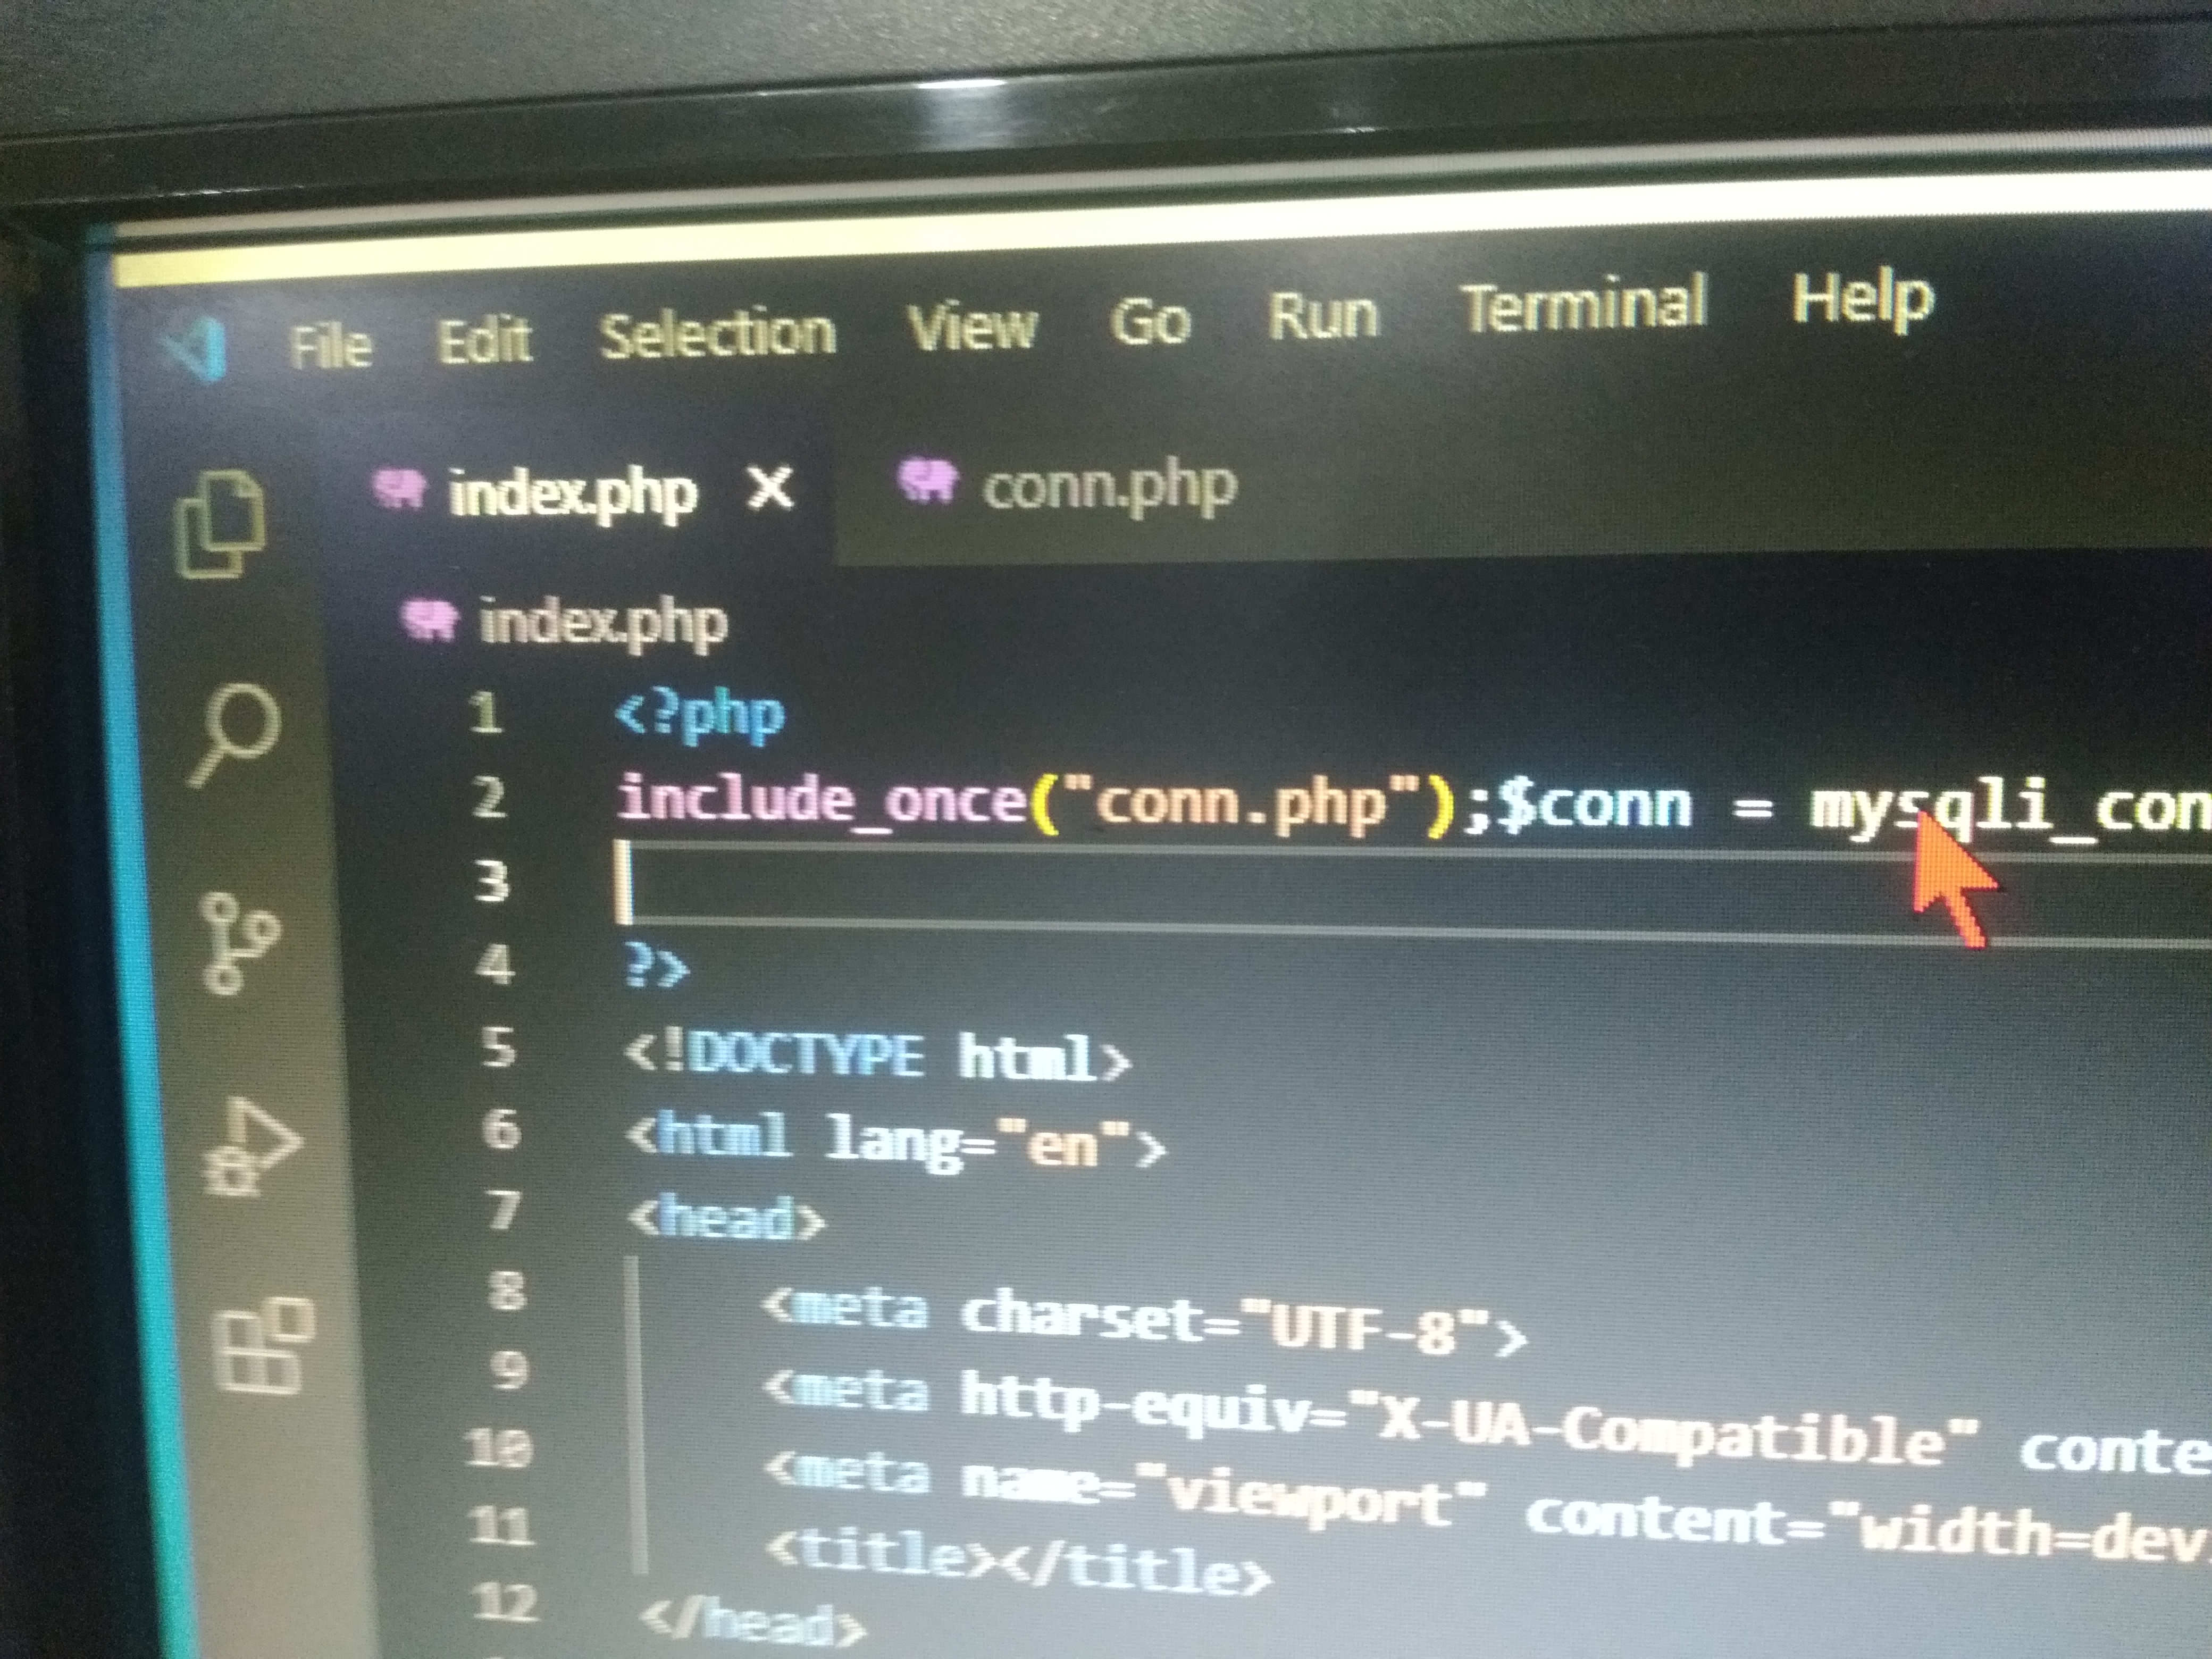 File Edit Selection View Go Run Terminal Help
index.php X conn.php
index.php
1 <?php
2 include_once("conn.php");$conn = mysqli_con
3
4 ?>
5 <!DOCTYPE html>
6 <html lang="en">
7 <head>
8 <meta charset="UTF-8">
9 <meta http-equiv="X-UA-Compatible" conte
10 <meta name="viewport" content="width=dev
11 <title></title>
12 </head>